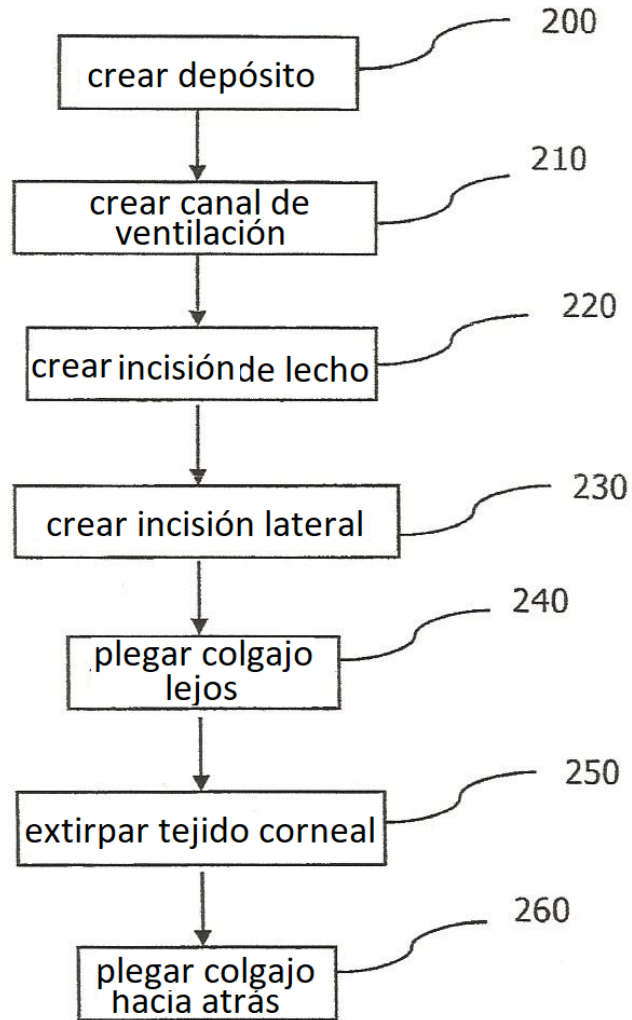 200
crear depósito
210
crear canal de
ventilación
220
crear incisión de lecho
230
crear incisión lateral
240
plegar colgajo
lejos
250
extirpar tejido corneal
260
plegar colgajo
hacia atrás